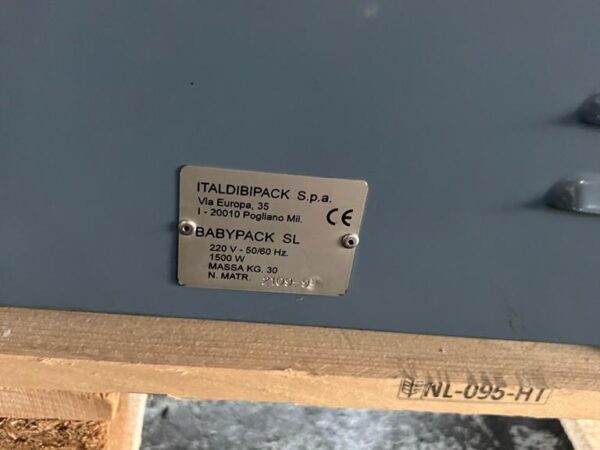 ITALDIBIPACK S.p.a.
Via Europa, 35
I - 20010 Pogliano Mil.
CE
BABYPACK SL
220 V - 50/60 Hz.
1500 W
MASSA KG. 30
N. MATR.
NL-095-HT